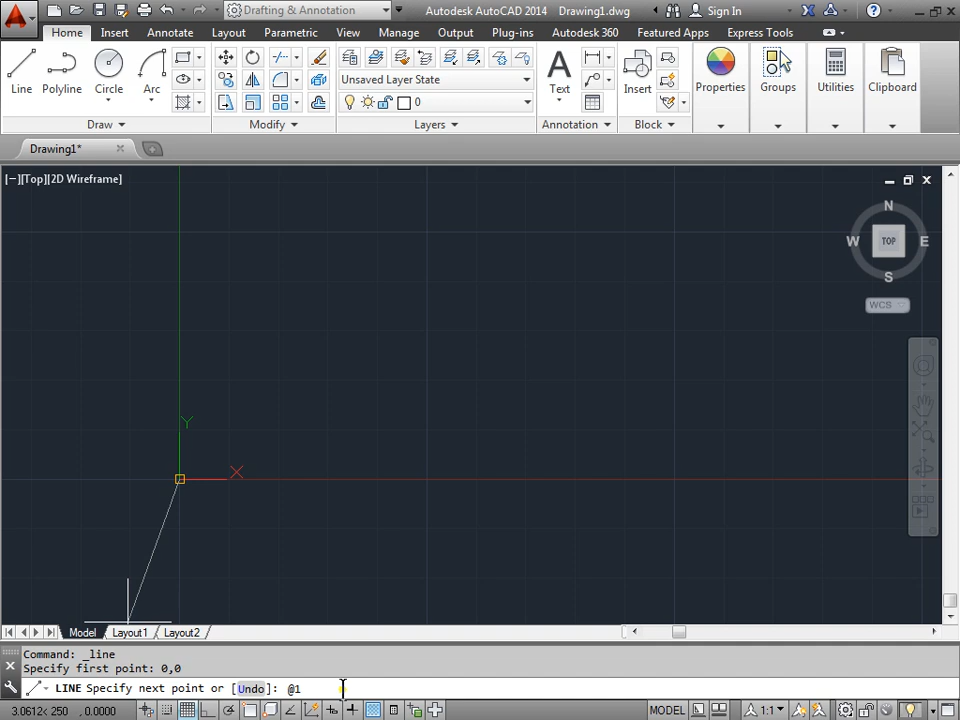 Drafting & Annotation
Autodesk AutoCAD 2014 Drawing1.dwg
Sign In
Home Insert Annotate Layout Parametric View Manage Output Plug-ins Autodesk 360 Featured Apps Express Tools
Line Polyline Circle Arc
Unsaved Layer State
0
Text Insert Properties Groups Utilities Clipboard
Draw Modify Layers Annotation Block
Drawing1*
[−][Top][2D Wireframe]
N
W TOP E
S
WCS
Y
X
Model Layout1 Layout2
Command: _line
Specify first point: 0,0
LINE Specify next point or [Undo]: @1
3.0612< 250 , 0.0000
MODEL 1:1